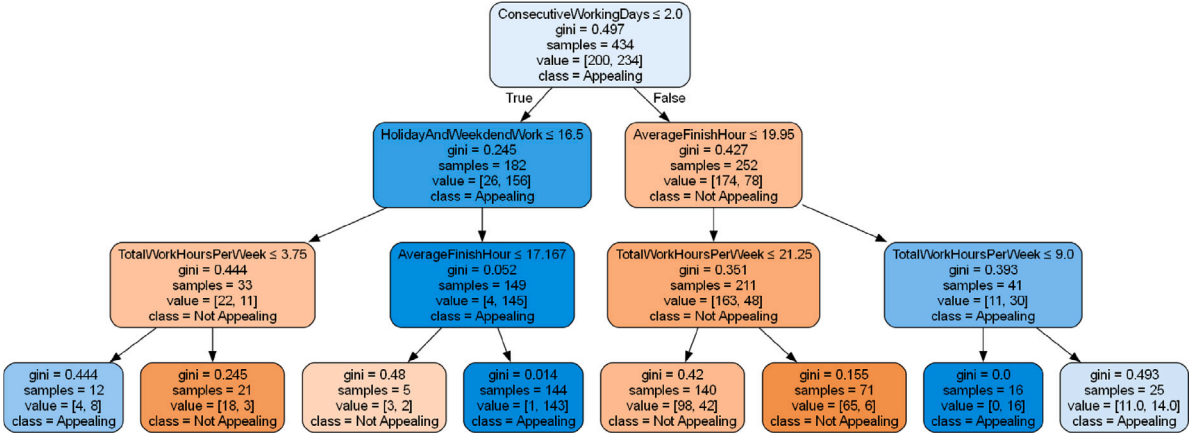 ConsecutiveWorkingDays ≤ 2.0
gini = 0.497
samples = 434
value = [200, 234]
class = Appealing
True
False
HolidayAndWeekdendWork ≤ 16.5
gini = 0.245
samples = 182
value = [26, 156]
class = Appealing
AverageFinishHour ≤ 19.95
gini = 0.427
samples = 252
value = [174, 78]
class = Not Appealing
TotalWorkHoursPerWeek ≤ 3.75
gini = 0.444
samples = 33
value = [22, 11]
class = Not Appealing
AverageFinishHour ≤ 17.167
gini = 0.052
samples = 149
value = [4, 145]
class = Appealing
TotalWorkHoursPerWeek ≤ 21.25
gini = 0.351
samples = 211
value = [163, 48]
class = Not Appealing
TotalWorkHoursPerWeek ≤ 9.0
gini = 0.393
samples = 41
value = [11, 30]
class = Appealing
gini = 0.444
samples = 12
value = [4, 8]
class = Appealing
gini = 0.245
samples = 21
value = [18, 3]
class = Not Appealing
gini = 0.48
samples = 5
value = [3, 2]
class = Not Appealing
gini = 0.014
samples = 144
value = [1, 143]
class = Appealing
gini = 0.42
samples = 140
value = [98, 42]
class = Not Appealing
gini = 0.155
samples = 71
value = [65, 6]
class = Not Appealing
gini = 0.0
samples = 16
value = [0, 16]
class = Appealing
gini = 0.493
samples = 25
value = [11.0, 14.0]
class = Appealing